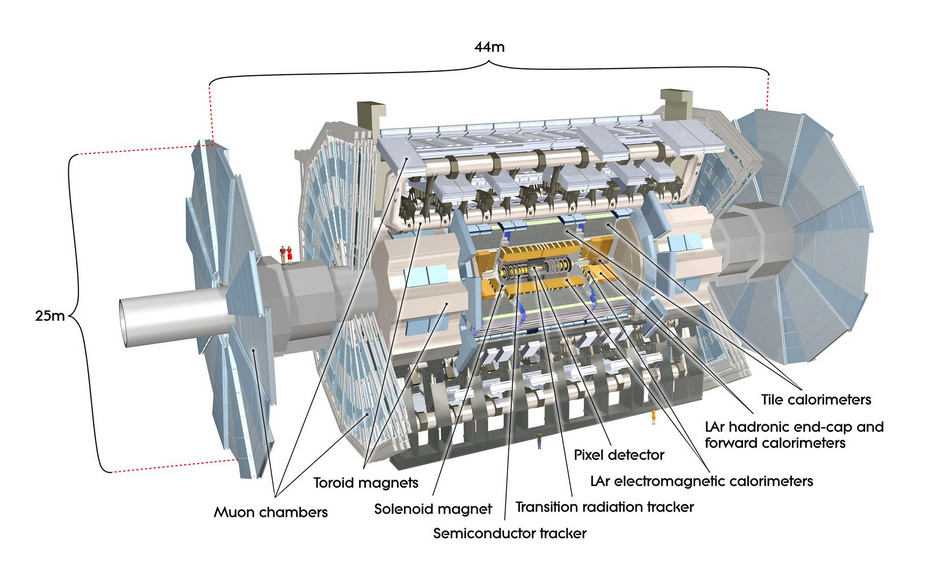 44m
25m
Tile calorimeters
LAr hadronic end-cap and
forward calorimeters
Pixel detector
LAr electromagnetic calorimeters
Toroid magnets
Solenoid magnet
Transition radiation tracker
Muon chambers
Semiconductor tracker